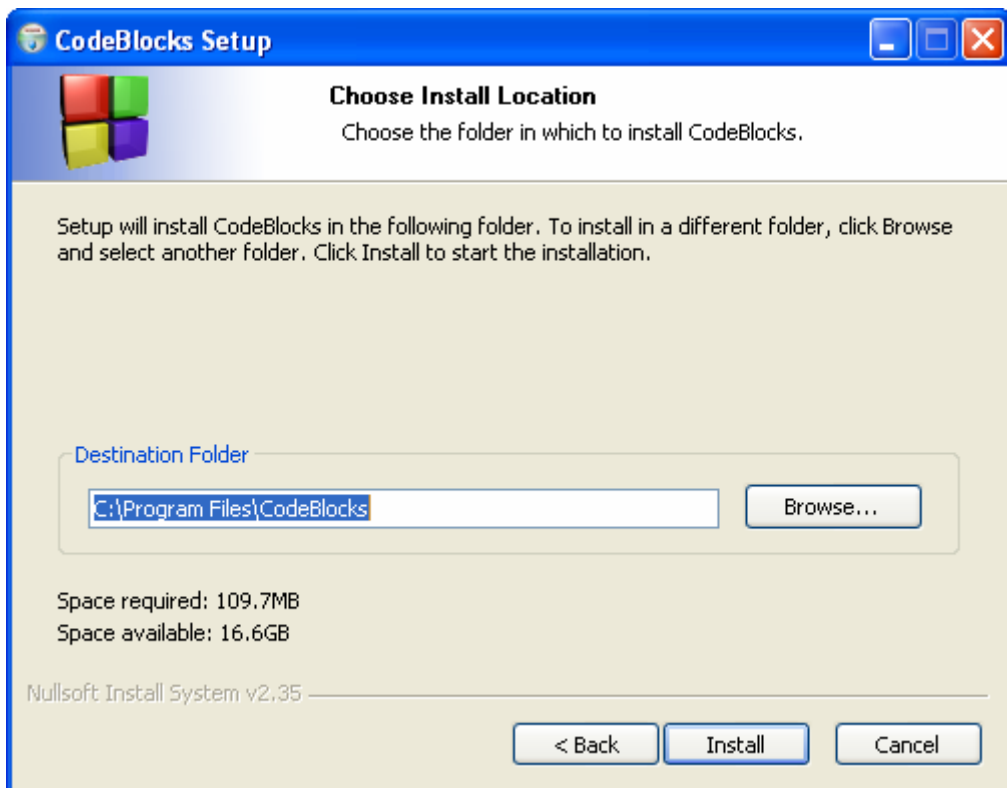 CodeBlocks Setup
Choose Install Location
Choose the folder in which to install CodeBlocks.
Setup will install CodeBlocks in the following folder. To install in a different folder, click Browse
and select another folder. Click Install to start the installation.
Destination Folder
C:\Program Files\CodeBlocks
Browse...
Space required: 109.7MB
Space available: 16.6GB
Nullsoft Install System v2.35
< Back
Install
Cancel